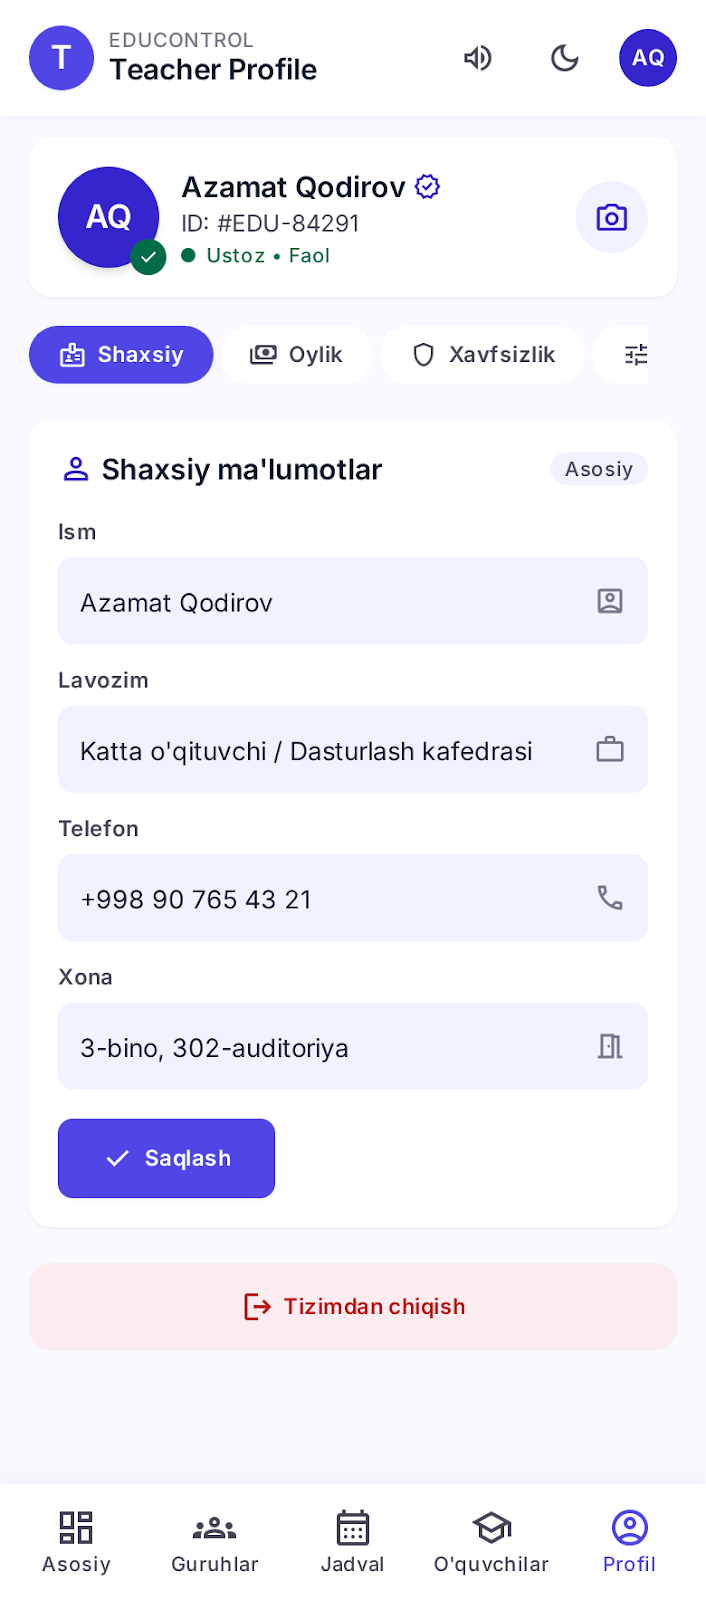 T
EDUCONTROL
Teacher Profile
AQ
AQ
Azamat Qodirov
ID: #EDU-84291
Ustoz • Faol
Shaxsiy
Oylik
Xavfsizlik
Shaxsiy ma'lumotlar
Asosiy
Ism
Azamat Qodirov
Lavozim
Katta o'qituvchi / Dasturlash kafedrasi
Telefon
+998 90 765 43 21
Xona
3-bino, 302-auditoriya
Saqlash
Tizimdan chiqish
Asosiy
Guruhlar
Jadval
O'quvchilar
Profil